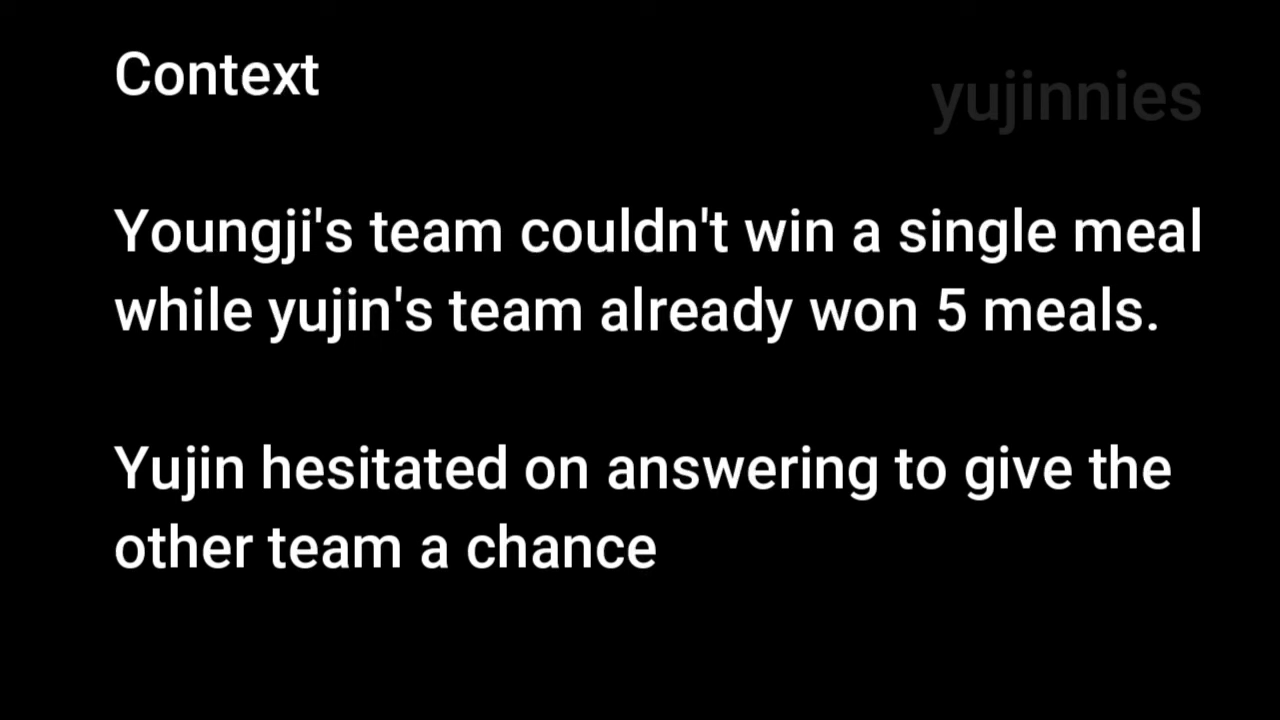 Context
yujinnies
Youngji's team couldn't win a single meal
while yujin's team already won 5 meals.
Yujin hesitated on answering to give the
other team a chance